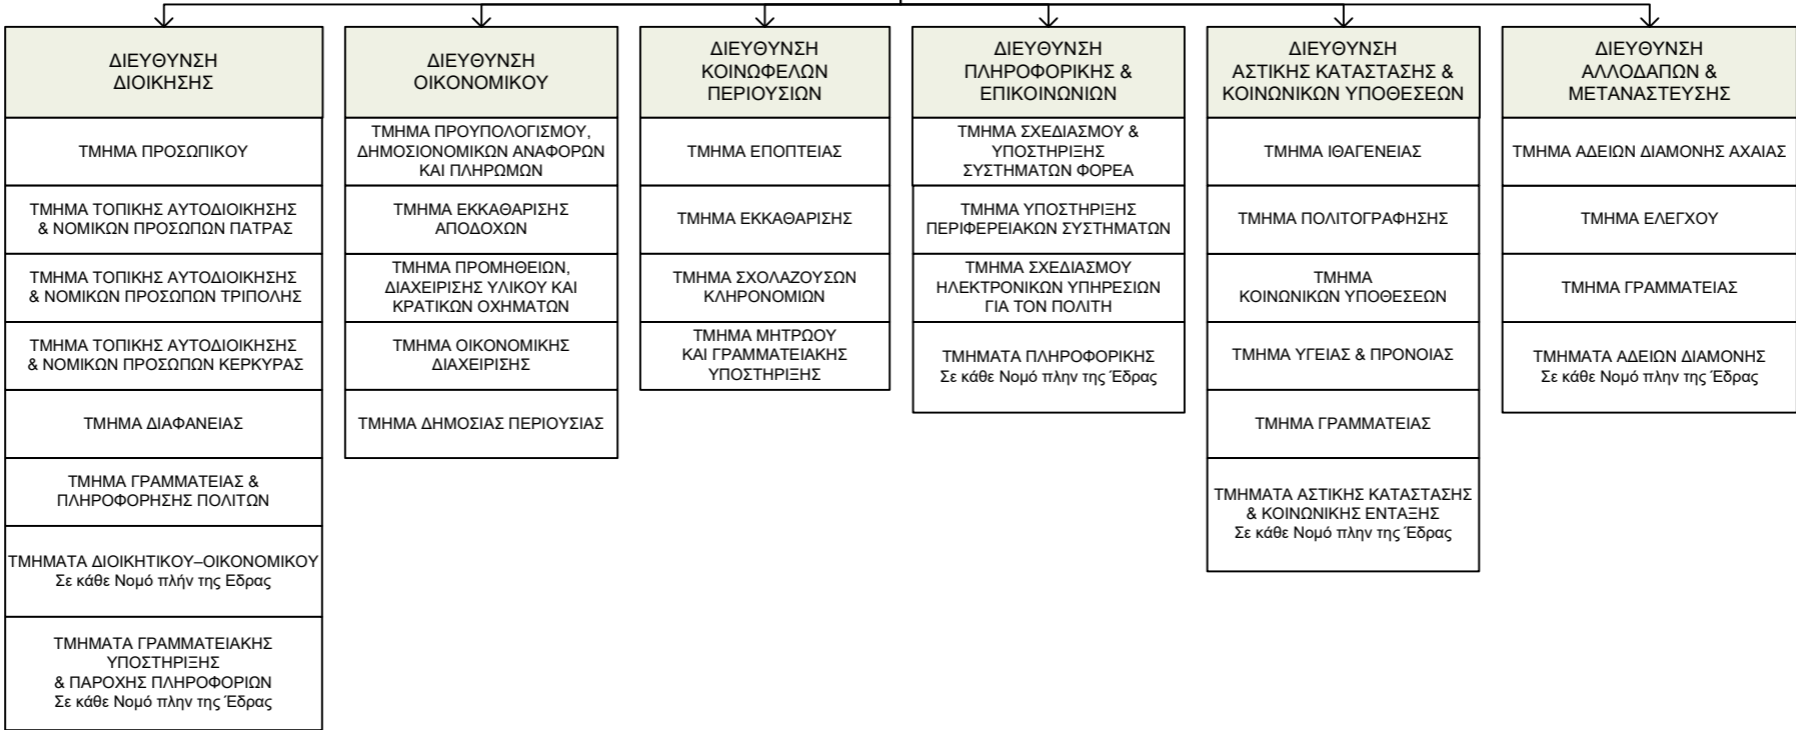 ΔΙΕΥΘΥΝΣΗ
ΔΙΟΙΚΗΣΗΣ
ΤΜΗΜΑ ΠΡΟΣΩΠΙΚΟΥ
ΤΜΗΜΑ ΤΟΠΙΚΗΣ ΑΥΤΟΔΙΟΙΚΗΣΗΣ
& ΝΟΜΙΚΩΝ ΠΡΟΣΩΠΩΝ ΠΑΤΡΑΣ
ΤΜΗΜΑ ΤΟΠΙΚΗΣ ΑΥΤΟΔΙΟΙΚΗΣΗΣ
& ΝΟΜΙΚΩΝ ΠΡΟΣΩΠΩΝ ΤΡΙΠΟΛΗΣ
ΤΜΗΜΑ ΤΟΠΙΚΗΣ ΑΥΤΟΔΙΟΙΚΗΣΗΣ
& ΝΟΜΙΚΩΝ ΠΡΟΣΩΠΩΝ ΚΕΡΚΥΡΑΣ
ΤΜΗΜΑ ΔΙΑΦΑΝΕΙΑΣ
ΤΜΗΜΑ ΓΡΑΜΜΑΤΕΙΑΣ &
ΠΛΗΡΟΦΟΡΗΣΗΣ ΠΟΛΙΤΩΝ
ΤΜΗΜΑΤΑ ΔΙΟΙΚΗΤΙΚΟΥ–ΟΙΚΟΝΟΜΙΚΟΥ
Σε κάθε Νομό πλήν της Εδρας
ΤΜΗΜΑΤΑ ΓΡΑΜΜΑΤΕΙΑΚΗΣ
ΥΠΟΣΤΗΡΙΞΗΣ
& ΠΑΡΟΧΗΣ ΠΛΗΡΟΦΟΡΙΩΝ
Σε κάθε Νομό πλην της Έδρας
ΔΙΕΥΘΥΝΣΗ
ΟΙΚΟΝΟΜΙΚΟΥ
ΤΜΗΜΑ ΠΡΟΥΠΟΛΟΓΙΣΜΟΥ,
ΔΗΜΟΣΙΟΝΟΜΙΚΩΝ ΑΝΑΦΟΡΩΝ
ΚΑΙ ΠΛΗΡΩΜΩΝ
ΤΜΗΜΑ ΕΚΚΑΘΑΡΙΣΗΣ
ΑΠΟΔΟΧΩΝ
ΤΜΗΜΑ ΠΡΟΜΗΘΕΙΩΝ,
ΔΙΑΧΕΙΡΙΣΗΣ ΥΛΙΚΟΥ ΚΑΙ
ΚΡΑΤΙΚΩΝ ΟΧΗΜΑΤΩΝ
ΤΜΗΜΑ ΟΙΚΟΝΟΜΙΚΗΣ
ΔΙΑΧΕΙΡΙΣΗΣ
ΤΜΗΜΑ ΔΗΜΟΣΙΑΣ ΠΕΡΙΟΥΣΙΑΣ
ΔΙΕΥΘΥΝΣΗ
ΚΟΙΝΩΦΕΛΩΝ
ΠΕΡΙΟΥΣΙΩΝ
ΤΜΗΜΑ ΕΠΟΠΤΕΙΑΣ
ΤΜΗΜΑ ΕΚΚΑΘΑΡΙΣΗΣ
ΤΜΗΜΑ ΣΧΟΛΑΖΟΥΣΩΝ
ΚΛΗΡΟΝΟΜΙΩΝ
ΤΜΗΜΑ ΜΗΤΡΩΟΥ
ΚΑΙ ΓΡΑΜΜΑΤΕΙΑΚΗΣ
ΥΠΟΣΤΗΡΙΞΗΣ
ΔΙΕΥΘΥΝΣΗ
ΠΛΗΡΟΦΟΡΙΚΗΣ &
ΕΠΙΚΟΙΝΩΝΙΩΝ
ΤΜΗΜΑ ΣΧΕΔΙΑΣΜΟΥ &
ΥΠΟΣΤΗΡΙΞΗΣ
ΣΥΣΤΗΜΑΤΩΝ ΦΟΡΕΑ
ΤΜΗΜΑ ΥΠΟΣΤΗΡΙΞΗΣ
ΠΕΡΙΦΕΡΕΙΑΚΩΝ ΣΥΣΤΗΜΑΤΩΝ
ΤΜΗΜΑ ΣΧΕΔΙΑΣΜΟΥ
ΗΛΕΚΤΡΟΝΙΚΩΝ ΥΠΗΡΕΣΙΩΝ
ΓΙΑ ΤΟΝ ΠΟΛΙΤΗ
ΤΜΗΜΑΤΑ ΠΛΗΡΟΦΟΡΙΚΗΣ
Σε κάθε Νομό πλην της Έδρας
ΔΙΕΥΘΥΝΣΗ
ΑΣΤΙΚΗΣ ΚΑΤΑΣΤΑΣΗΣ &
ΚΟΙΝΩΝΙΚΩΝ ΥΠΟΘΕΣΕΩΝ
ΤΜΗΜΑ ΙΘΑΓΕΝΕΙΑΣ
ΤΜΗΜΑ ΠΟΛΙΤΟΓΡΑΦΗΣΗΣ
ΤΜΗΜΑ
ΚΟΙΝΩΝΙΚΩΝ ΥΠΟΘΕΣΕΩΝ
ΤΜΗΜΑ ΥΓΕΙΑΣ & ΠΡΟΝΟΙΑΣ
ΤΜΗΜΑ ΓΡΑΜΜΑΤΕΙΑΣ
ΤΜΗΜΑΤΑ ΑΣΤΙΚΗΣ ΚΑΤΑΣΤΑΣΗΣ
& ΚΟΙΝΩΝΙΚΗΣ ΕΝΤΑΞΗΣ
Σε κάθε Νομό πλην της Έδρας
ΔΙΕΥΘΥΝΣΗ
ΑΛΛΟΔΑΠΩΝ &
ΜΕΤΑΝΑΣΤΕΥΣΗΣ
ΤΜΗΜΑ ΑΔΕΙΩΝ ΔΙΑΜΟΝΗΣ ΑΧΑΙΑΣ
ΤΜΗΜΑ ΕΛΕΓΧΟΥ
ΤΜΗΜΑ ΓΡΑΜΜΑΤΕΙΑΣ
ΤΜΗΜΑΤΑ ΑΔΕΙΩΝ ΔΙΑΜΟΝΗΣ
Σε κάθε Νομό πλην της Έδρας